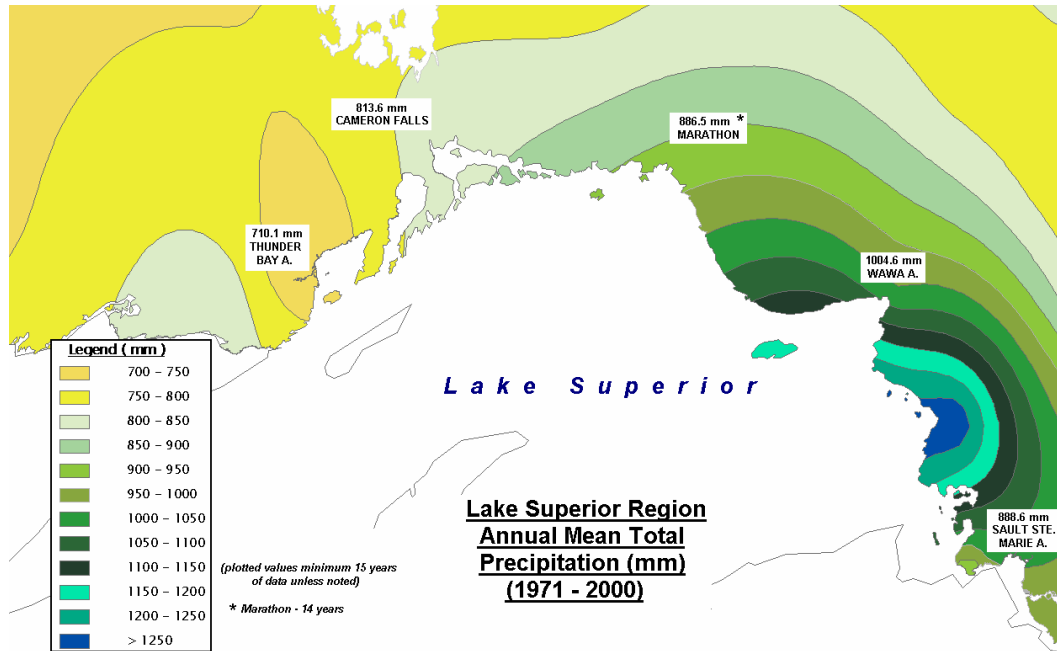 813.6 mm
CAMERON FALLS
886.5 mm *
MARATHON
710.1 mm
THUNDER
BAY A.
1004.6 mm
WAWA A.
Lake Superior
Legend ( mm )
700 – 750
750 – 800
800 – 850
850 – 900
900 – 950
950 – 1000
1000 – 1050
1050 – 1100
1100 – 1150
1150 – 1200
1200 – 1250
> 1250
(plotted values minimum 15 years
of data unless noted)
* Marathon - 14 years
Lake Superior Region
Annual Mean Total
Precipitation (mm)
(1971 - 2000)
888.6 mm
SAULT STE.
MARIE A.